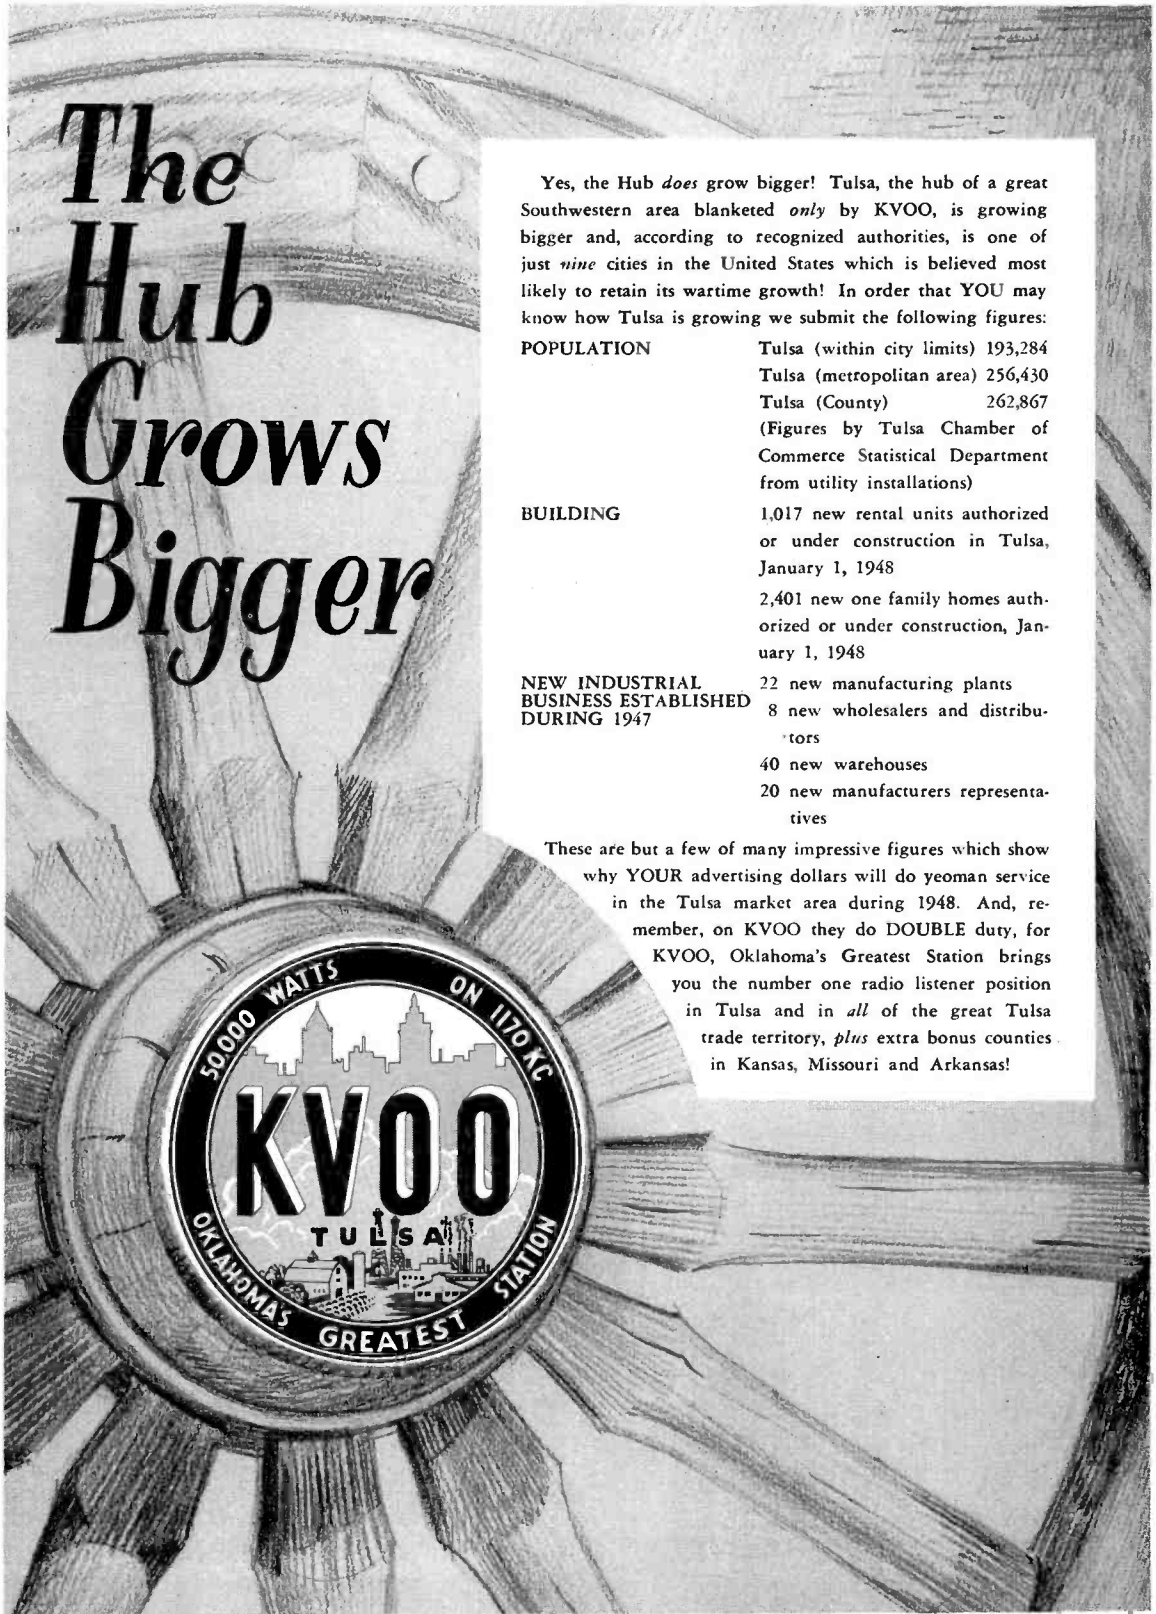 The
Hub
Grows
Bigger
Yes, the Hub does grow bigger! Tulsa, the hub of a great
Southwestern area blanketed only by KVOO, is growing
bigger and, according to recognized authorities, is one of
just nine cities in the United States which is believed most
likely to retain its wartime growth! In order that YOU may
know how Tulsa is growing we submit the following figures:
POPULATION Tulsa (within city limits) 193,284
Tulsa (metropolitan area) 256,430
Tulsa (County) 262,867
(Figures by Tulsa Chamber of
Commerce Statistical Department
from utility installations)
BUILDING 1,017 new rental units authorized
or under construction in Tulsa,
January 1, 1948
2,401 new one family homes auth-
orized or under construction, Jan-
uary 1, 1948
NEW INDUSTRIAL
BUSINESS ESTABLISHED
DURING 1947
22 new manufacturing plants
8 new wholesalers and distribu-
tors
40 new warehouses
20 new manufacturers representa-
tives
These are but a few of many impressive figures which show
why YOUR advertising dollars will do yeoman service
in the Tulsa market area during 1948. And, re-
member, on KVOO they do DOUBLE duty, for
KVOO, Oklahoma's Greatest Station brings
you the number one radio listener position
in Tulsa and in all of the great Tulsa
trade territory, plus extra bonus counties
in Kansas, Missouri and Arkansas!
50,000 WATTS ON 1170 KC
KVOO
TULSA
OKLAHOMA'S GREATEST STATION